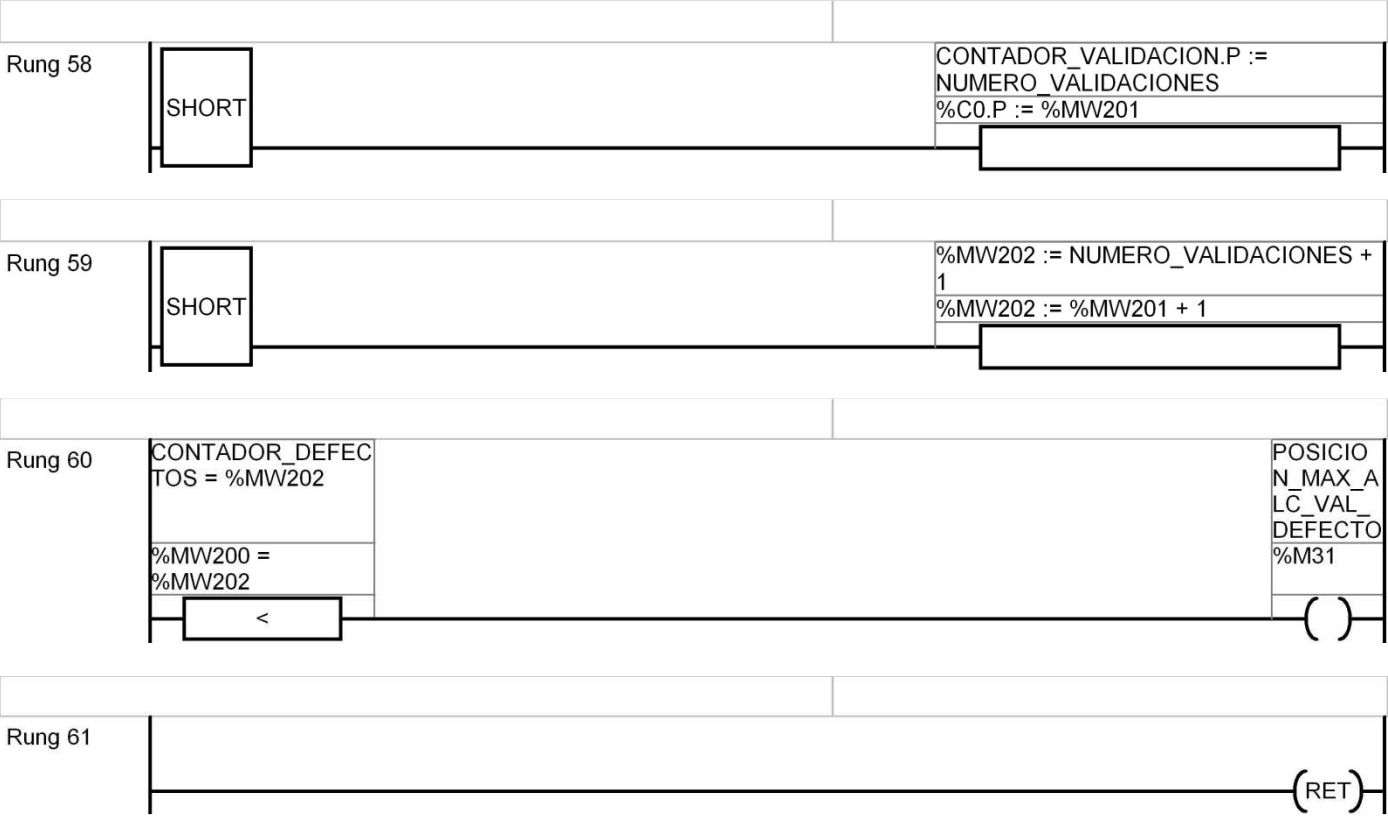 Rung 58
SHORT
CONTADOR_VALIDACION.P :=
NUMERO_VALIDACIONES
%C0.P := %MW201
Rung 59
SHORT
%MW202 := NUMERO_VALIDACIONES +
1
%MW202 := %MW201 + 1
Rung 60
CONTADOR_DEFEC
TOS = %MW202
%MW200 =
%MW202
<
POSICIO
N_MAX_A
LC_VAL_
DEFECTO
%M31
( )
Rung 61
(RET)